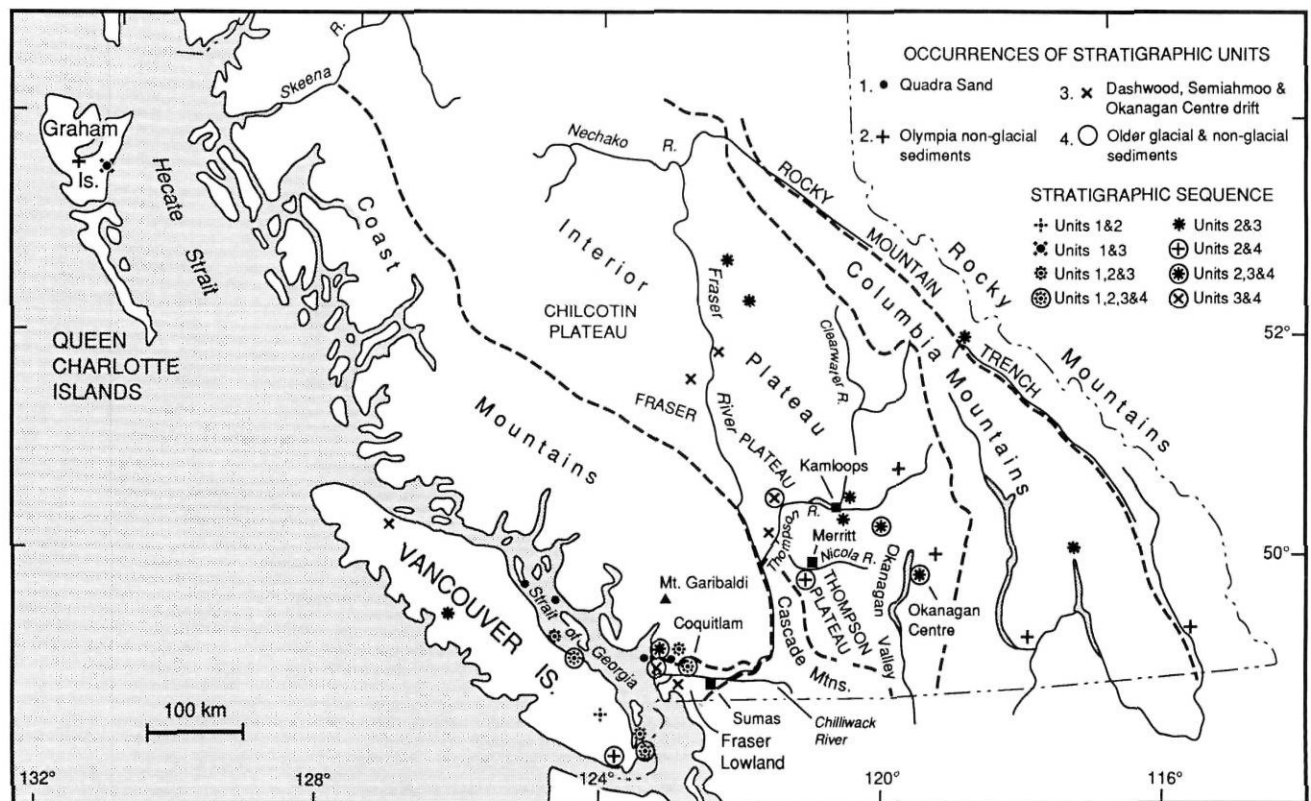 OCCURRENCES OF STRATIGRAPHIC UNITS
1. Quadra Sand
2. Olympia non-glacial
sediments
3. Dashwood, Semiahmoo &
Okanagan Centre drift
4. Older glacial & non-glacial
sediments
STRATIGRAPHIC SEQUENCE
Units 1&2
Units 1&3
Units 1,2&3
Units 1,2,3&4
Units 2&3
Units 2&4
Units 2,3&4
Units 3&4
Skeena R.
Graham
Is.
Hecate
Strait
QUEEN
CHARLOTTE
ISLANDS
Coast
Mountains
Nechako R.
Interior
Plateau
CHILCOTIN
PLATEAU
Fraser
River
FRASER
PLATEAU
ROCKY
MOUNTAIN
TRENCH
Rocky
Mountains
Columbia
Mountains
Clearwater R.
Kamloops
Thompson R.
Merritt
Nicola R.
THOMPSON
PLATEAU
Okanagan
Valley
Okanagan
Centre
Cascade
Mtns.
Mt. Garibaldi
Coquitlam
VANCOUVER IS.
Strait of
Georgia
Sumas
Fraser
Lowland
Chilliwack
River
100 km
52°
50°
132°
128°
124°
120°
116°